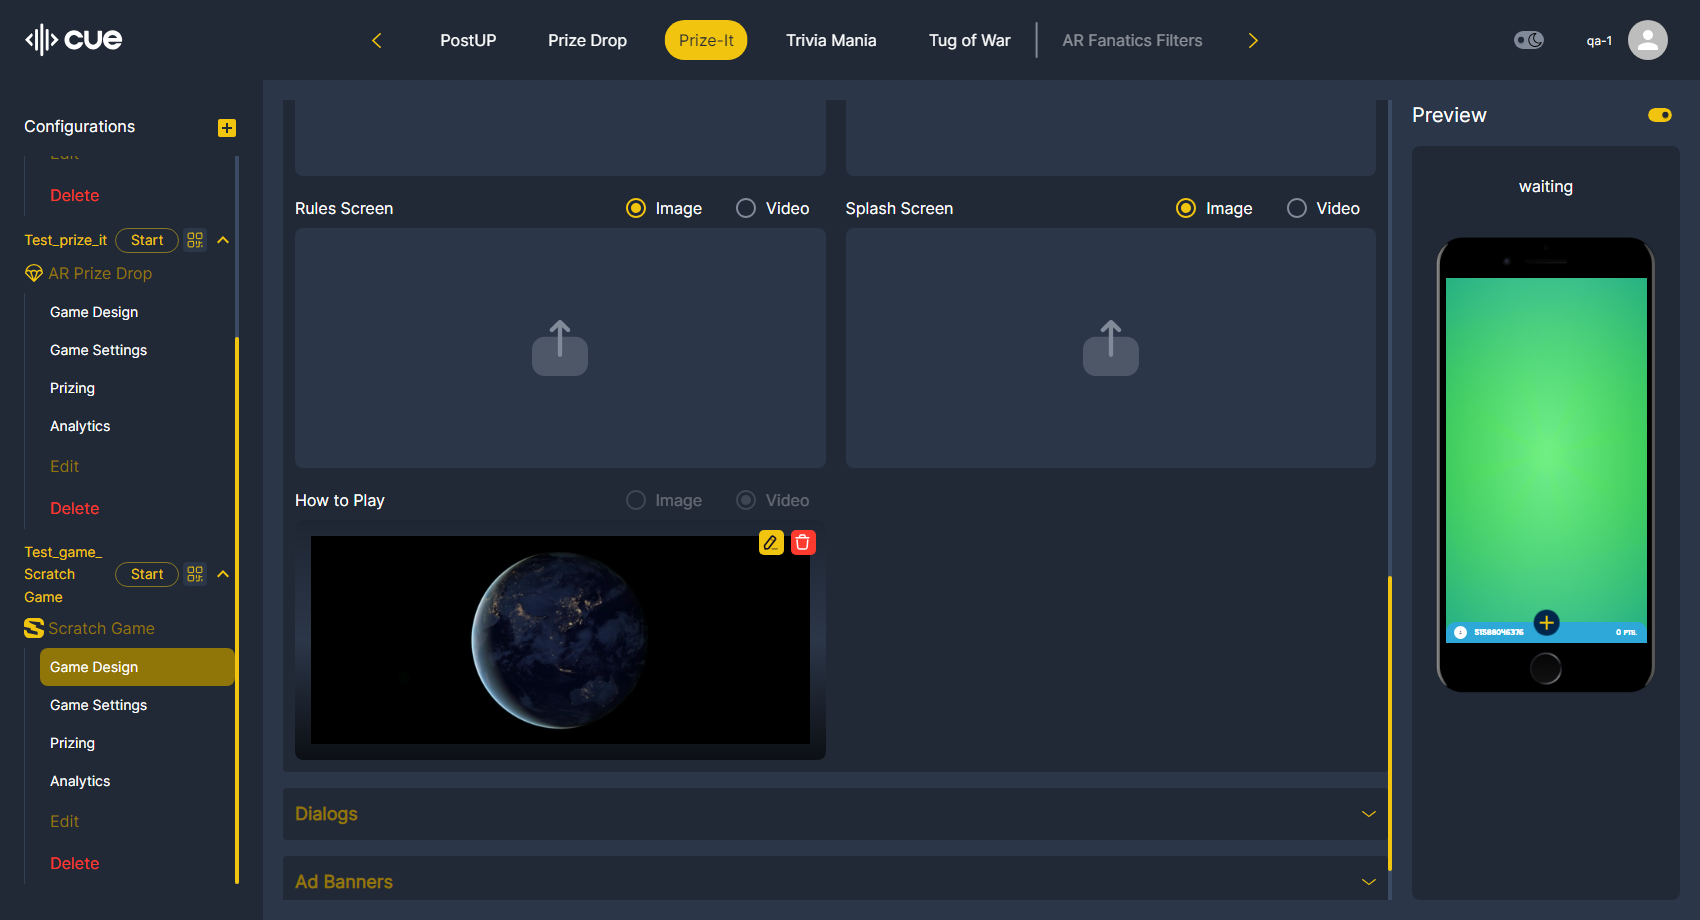 cue
PostUP
Prize Drop
Prize-It
Trivia Mania
Tug of War
AR Fanatics Filters
qa-1
Configurations
Edit
Delete
Test_prize_it
Start
AR Prize Drop
Game Design
Game Settings
Prizing
Analytics
Edit
Delete
Test_game_
Scratch
Game
Start
Scratch Game
Game Design
Game Settings
Prizing
Analytics
Edit
Delete
Rules Screen
Image
Video
Splash Screen
Image
Video
How to Play
Image
Video
Dialogs
Ad Banners
Preview
waiting
51588046376
0 PTS.